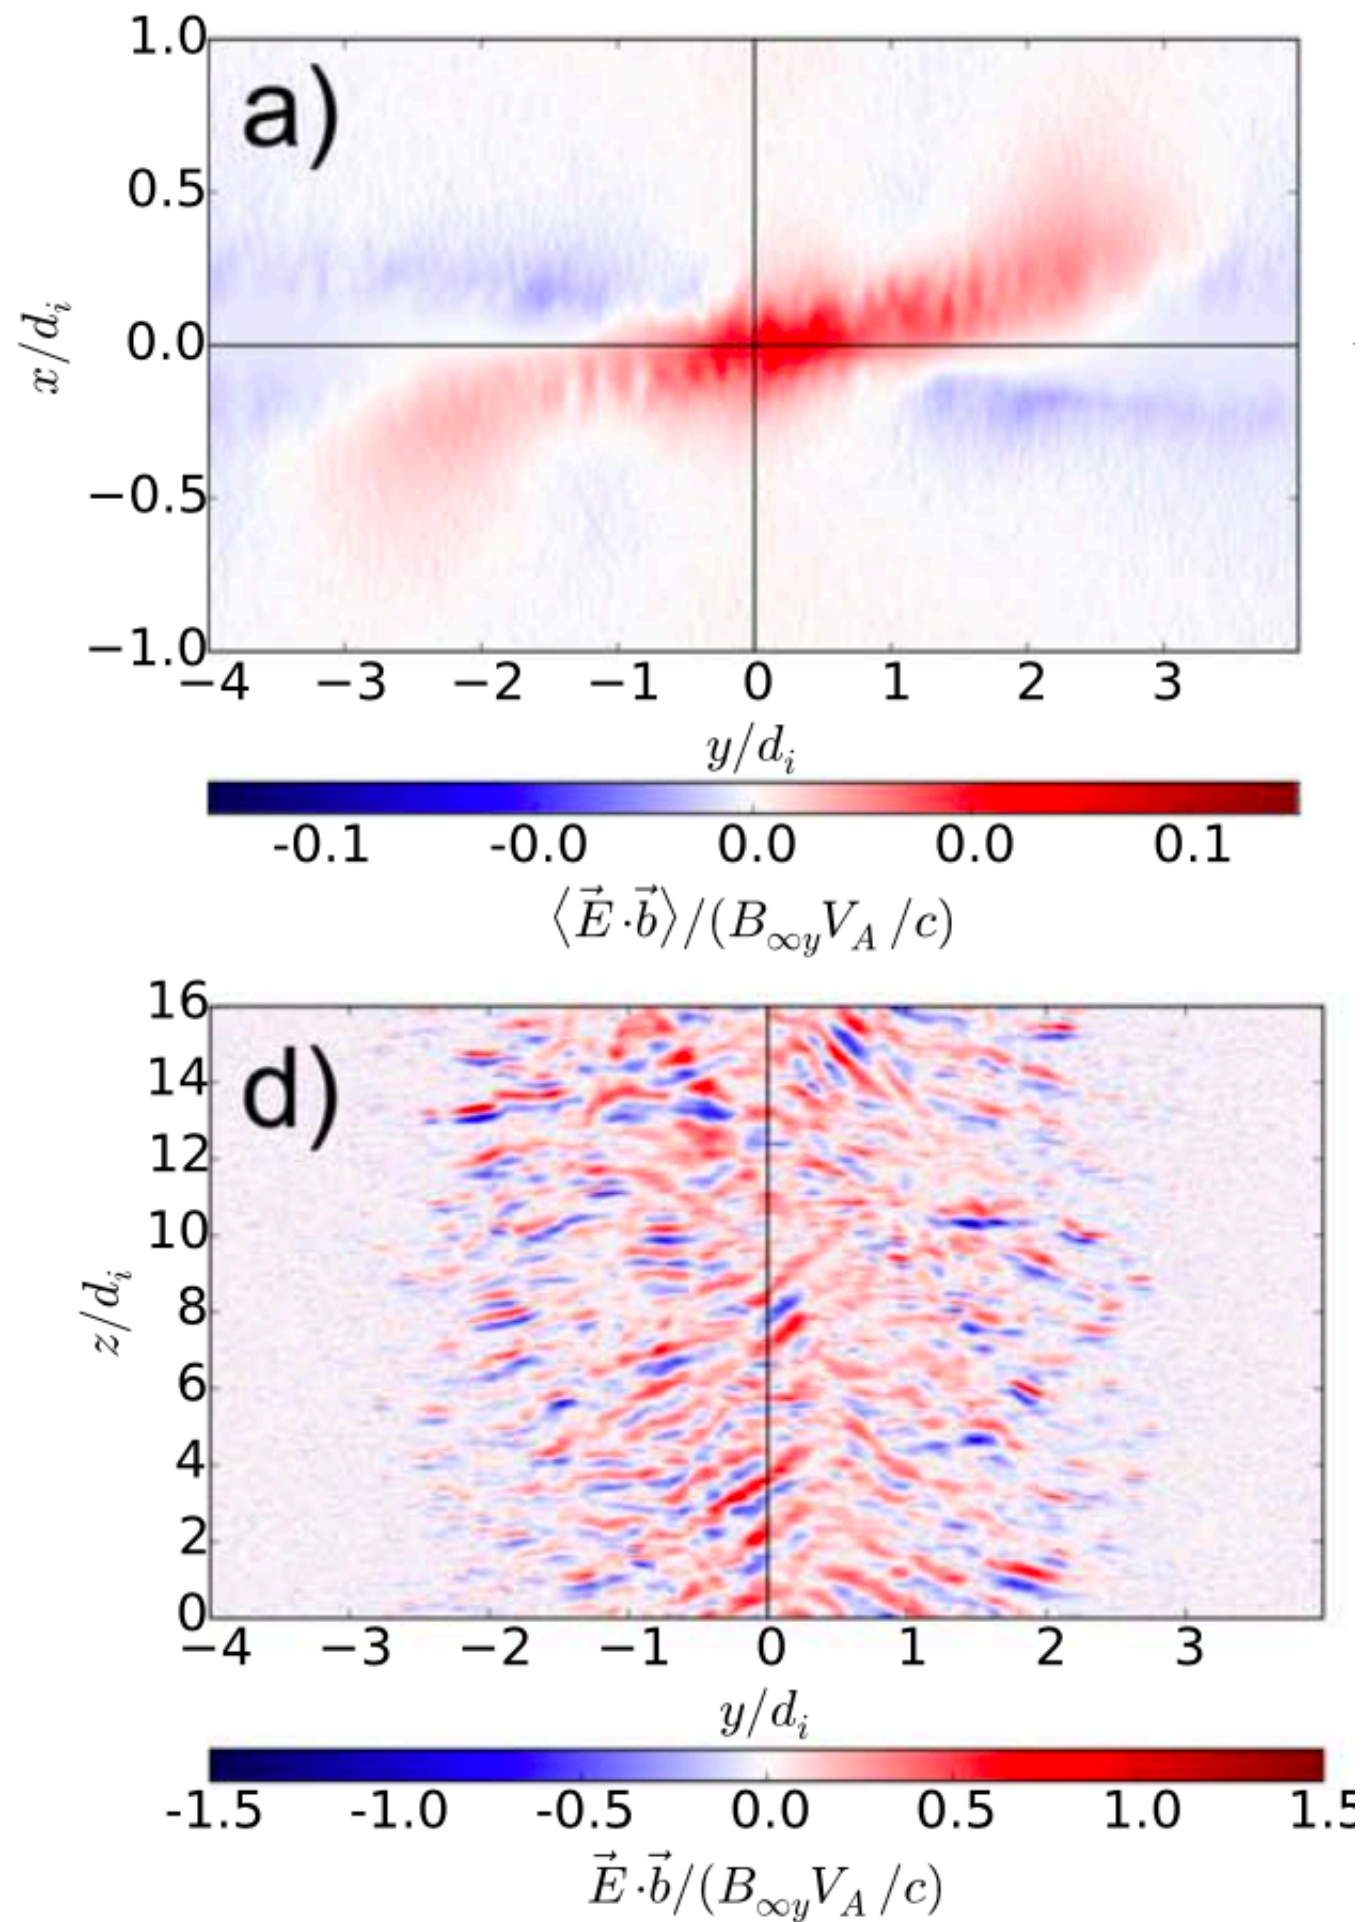 1.0
a)
0.5
0.0
−0.5
−1.0
x/d_i
−4 −3 −2 −1 0 1 2 3
y/d_i
-0.1 -0.0 0.0 0.0 0.1
⟨E⃗·b⃗⟩/(B_∞y V_A/c)
16
d)
14
12
10
8
6
4
2
0
z/d_i
−4 −3 −2 −1 0 1 2 3
y/d_i
-1.5 -1.0 -0.5 0.0 0.5 1.0 1.5
E⃗·b⃗/(B_∞y V_A/c)